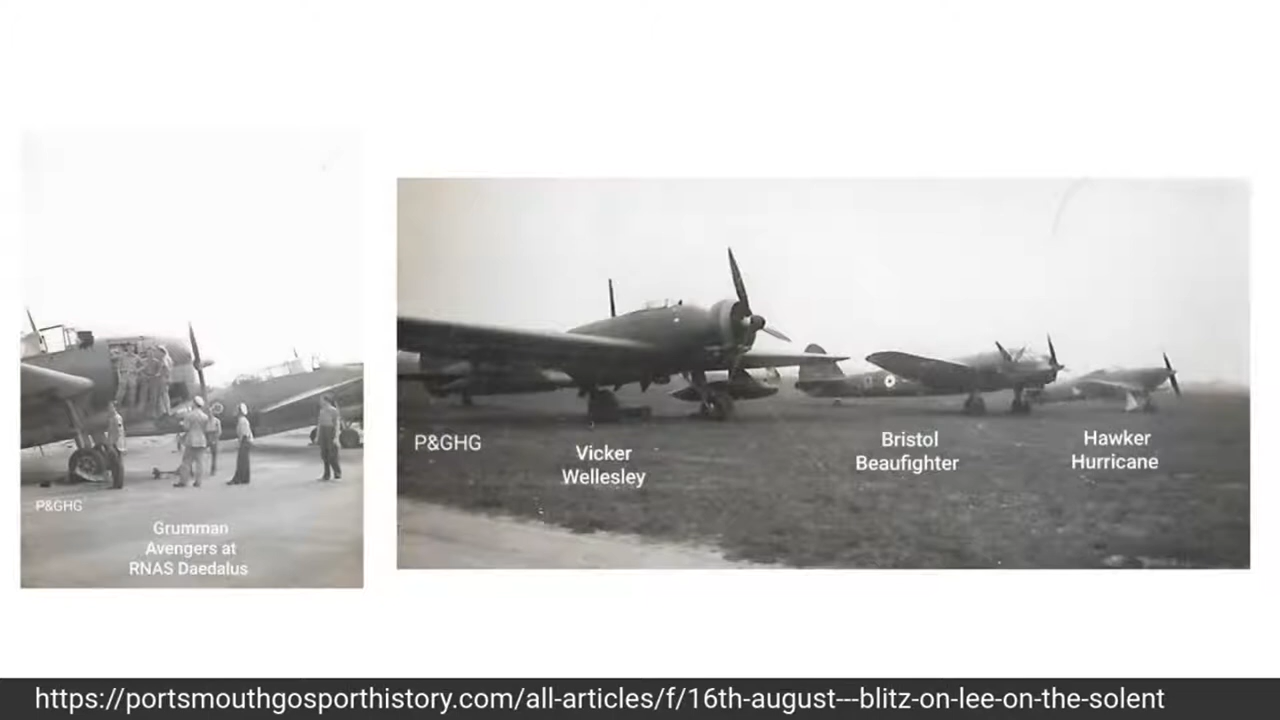 P&GHG
Grumman
Avengers at
RNAS Daedalus
P&GHG
Vicker
Wellesley
Bristol
Beaufighter
Hawker
Hurricane
https://portsmouthgosporthistory.com/all-articles/f/16th-august---blitz-on-lee-on-the-solent